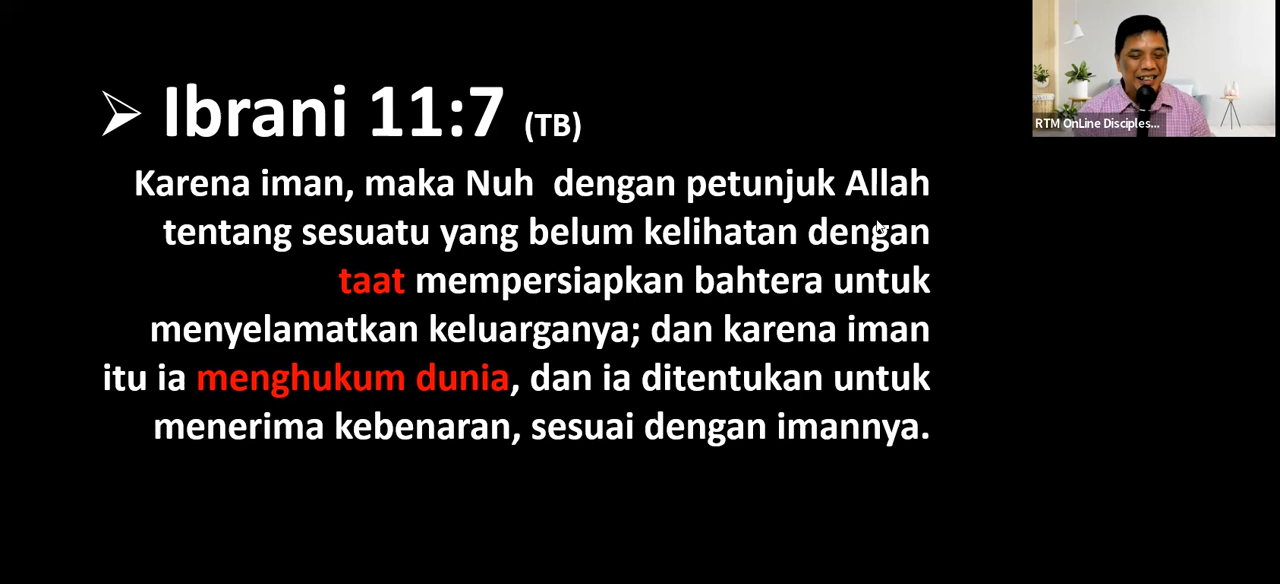 Ibrani 11:7 (TB)
Karena iman, maka Nuh dengan petunjuk Allah
tentang sesuatu yang belum kelihatan dengan
taat mempersiapkan bahtera untuk
menyelamatkan keluarganya; dan karena iman
itu ia menghukum dunia, dan ia ditentukan untuk
menerima kebenaran, sesuai dengan imannya.
RTM OnLine Disciples...